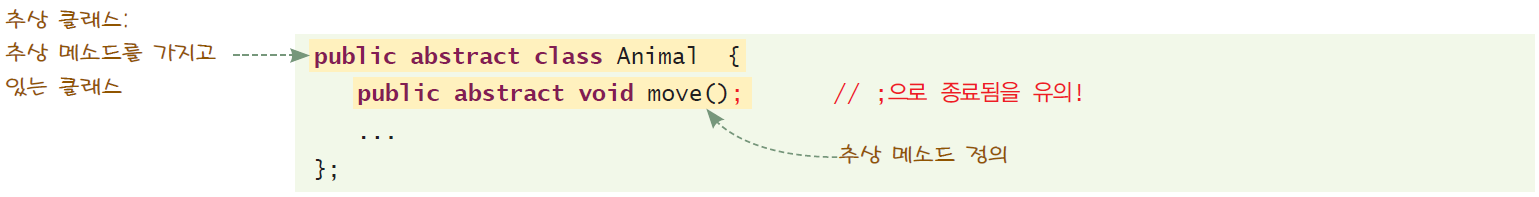 추상 클래스:
추상 메소드를 가지고
있는 클래스
public abstract class Animal {
public abstract void move(); // ;으로 종료됨을 유의!
...
추상 메소드 정의
};